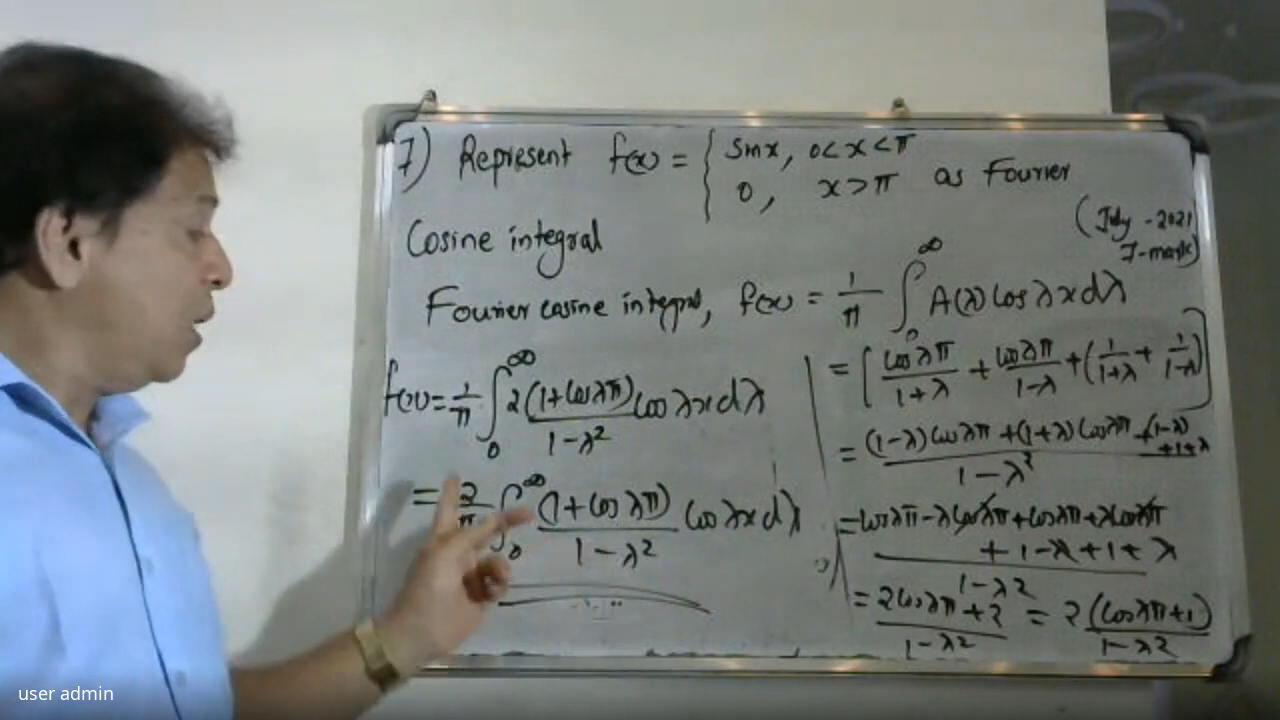 7) Represent f(x) = { sinx, 0<x<π
0, x>π as Fourier
Cosine integral
(July - 2021
7-mark)
Fourier cosine integral, f(x) = 1/π ∫₀^∞ A(λ) cos λx dλ
f(x) = 1/π ∫₀^∞ 2(1+cos λπ)/(1-λ²) cos λx dλ
= 2/π ∫₀^∞ (1+cos λπ)/(1-λ²) cos λx dλ
= [cos λπ/(1+λ) + cos λπ/(1-λ) + (1/(1+λ) + 1/(1-λ)]
= ((1-λ) cos λπ + (1+λ) cos λπ + (1-λ) +1+λ)/(1-λ²)
= cos λπ - λ cos λπ + cos λπ + λ cos λπ
+ 1-λ+1+λ
1-λ²
= (2cos λπ + 2)/(1-λ²) = 2(cos λπ+1)/(1-λ²)
user admin